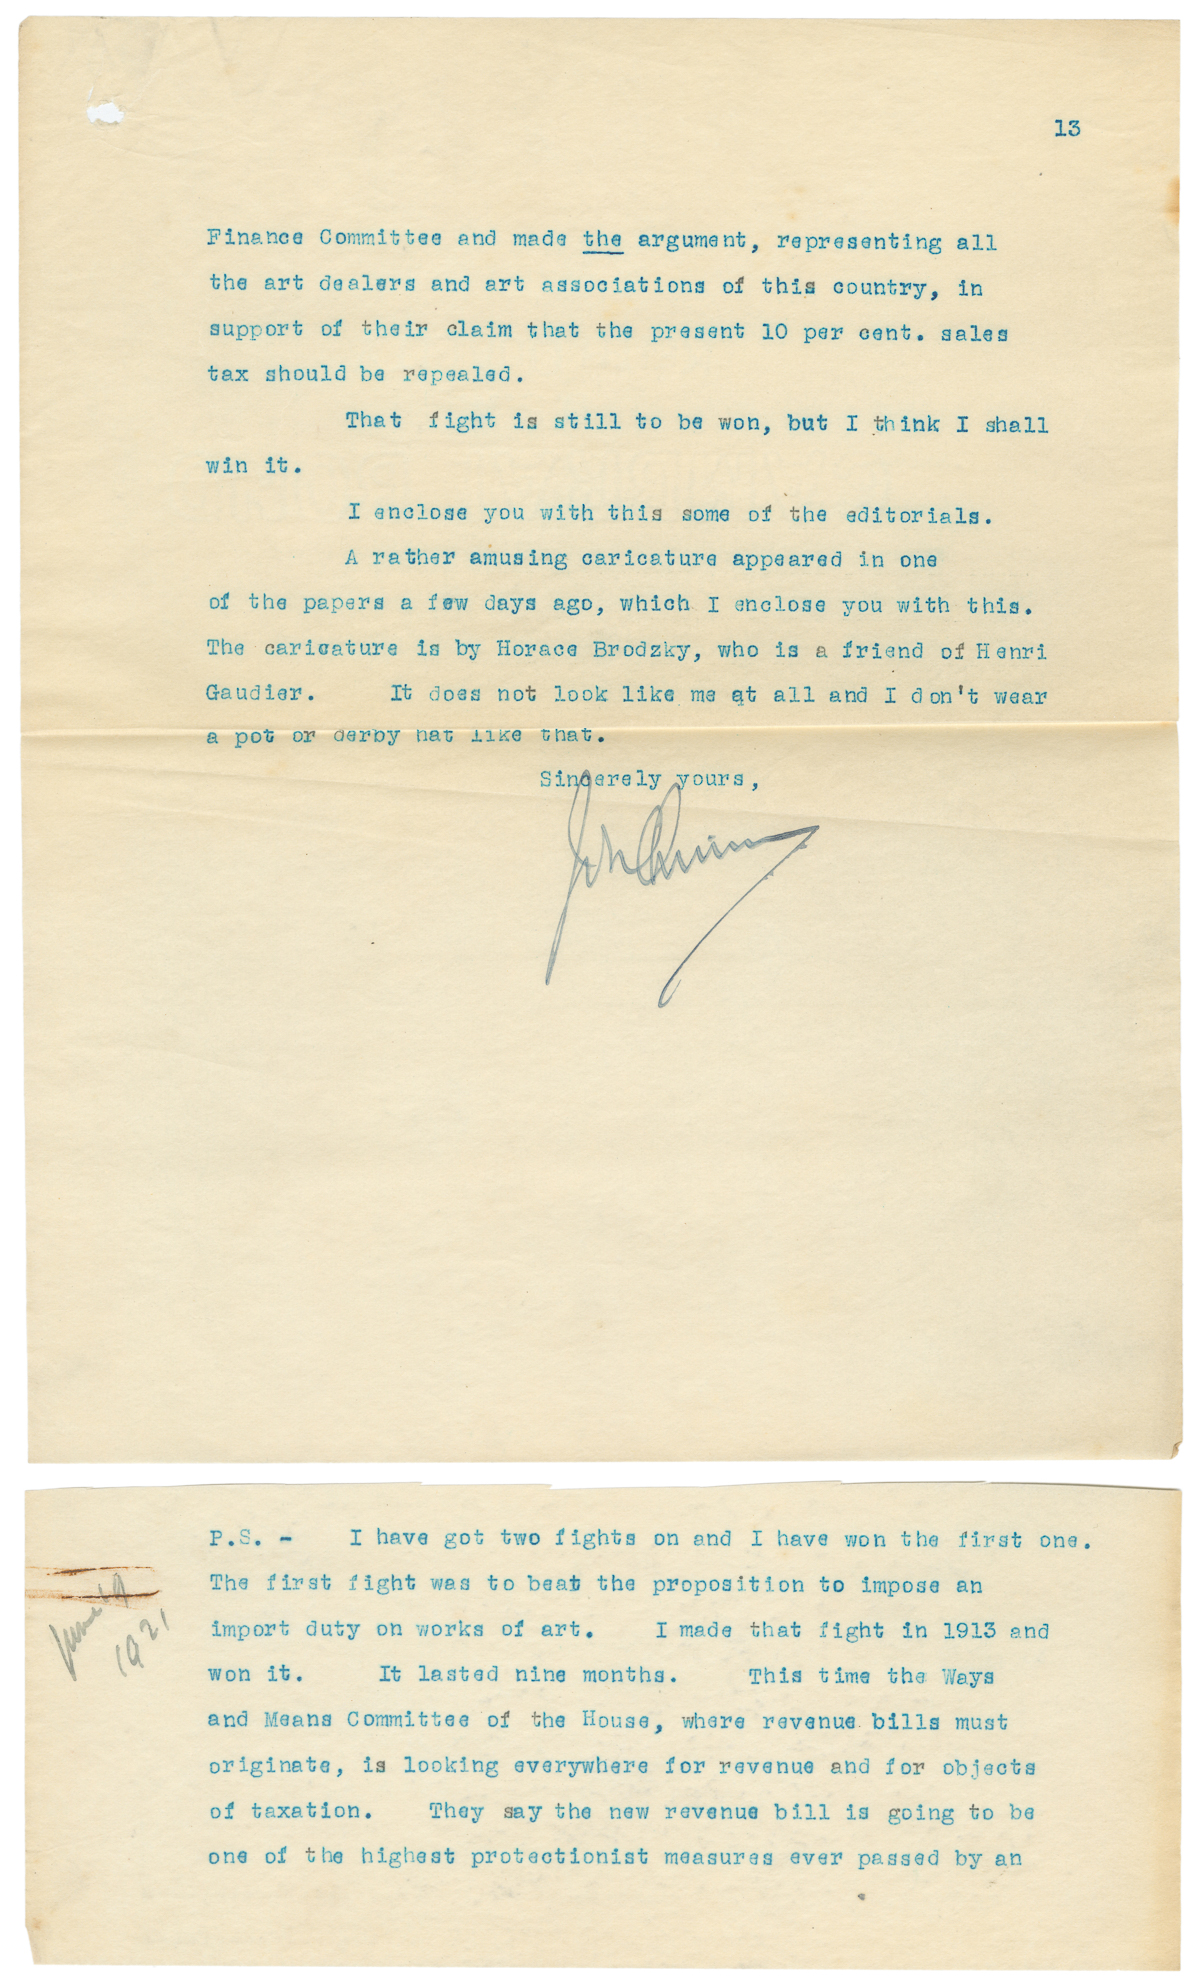 13
Finance Committee and made the argument, representing all
the art dealers and art associations of this country, in
support of their claim that the present 10 per cent. sales
tax should be repealed.
That fight is still to be won, but I think I shall
win it.
I enclose you with this some of the editorials.
A rather amusing caricature appeared in one
of the papers a few days ago, which I enclose you with this.
The caricature is by Horace Brodzky, who is a friend of Henri
Gaudier. It does not look like me at all and I don't wear
a pot or derby hat like that.
Sincerely yours,
John Quinn
P.S. - I have got two fights on and I have won the first one.
The first fight was to beat the proposition to impose an
import duty on works of art. I made that fight in 1913 and
won it. It lasted nine months. This time the Ways
and Means Committee of the House, where revenue bills must
originate, is looking everywhere for revenue and for objects
of taxation. They say the new revenue bill is going to be
one of the highest protectionist measures ever passed by an
June
1921